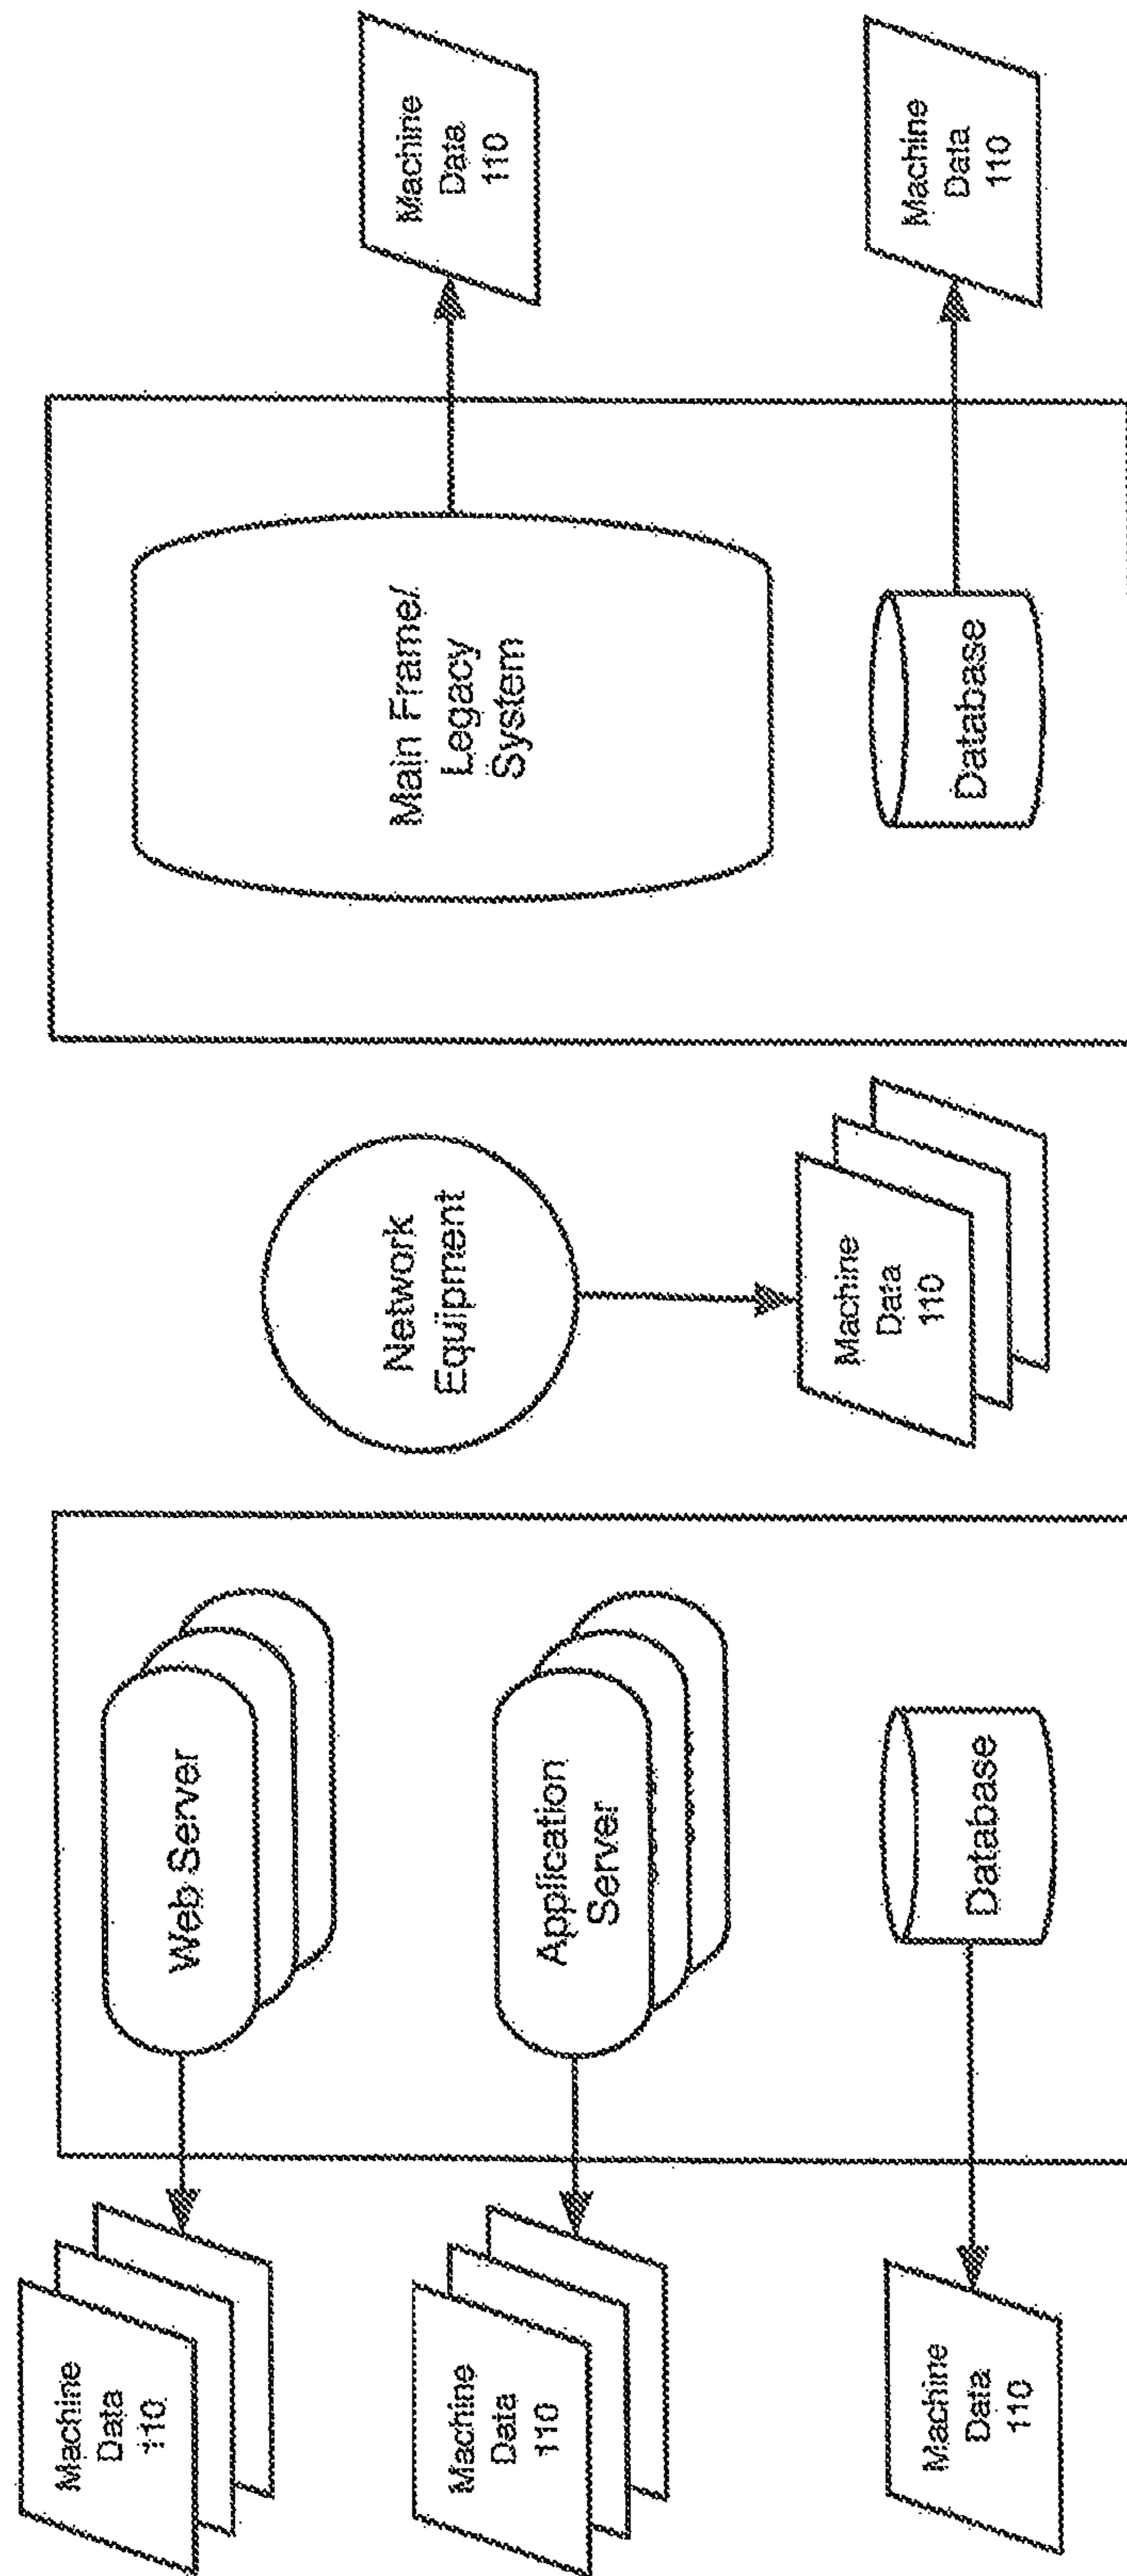 Machine
Data
110
Web Server
Machine
Data
110
Application
Server
Network
Equipment
Main Frame/
Legacy
System
Machine
Data
110
Machine
Data
110
Database
Machine
Data
110
Database
Machine
Data
110